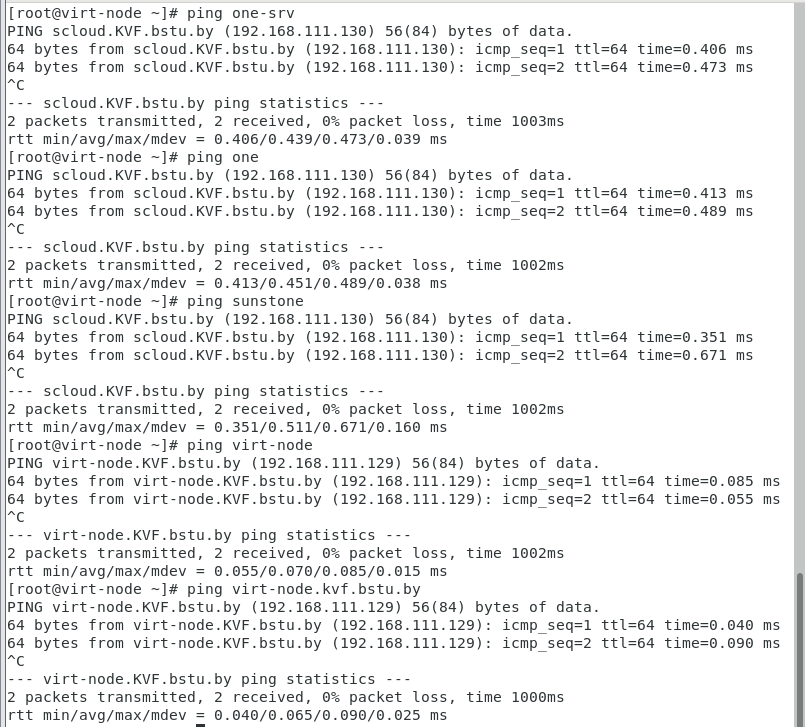 [root@virt-node ~]# ping one-srv
PING scloud.KVF.bstu.by (192.168.111.130) 56(84) bytes of data.
64 bytes from scloud.KVF.bstu.by (192.168.111.130): icmp_seq=1 ttl=64 time=0.406 ms
64 bytes from scloud.KVF.bstu.by (192.168.111.130): icmp_seq=2 ttl=64 time=0.473 ms
^C
--- scloud.KVF.bstu.by ping statistics ---
2 packets transmitted, 2 received, 0% packet loss, time 1003ms
rtt min/avg/max/mdev = 0.406/0.439/0.473/0.039 ms
[root@virt-node ~]# ping one
PING scloud.KVF.bstu.by (192.168.111.130) 56(84) bytes of data.
64 bytes from scloud.KVF.bstu.by (192.168.111.130): icmp_seq=1 ttl=64 time=0.413 ms
64 bytes from scloud.KVF.bstu.by (192.168.111.130): icmp_seq=2 ttl=64 time=0.489 ms
^C
--- scloud.KVF.bstu.by ping statistics ---
2 packets transmitted, 2 received, 0% packet loss, time 1002ms
rtt min/avg/max/mdev = 0.413/0.451/0.489/0.038 ms
[root@virt-node ~]# ping sunstone
PING scloud.KVF.bstu.by (192.168.111.130) 56(84) bytes of data.
64 bytes from scloud.KVF.bstu.by (192.168.111.130): icmp_seq=1 ttl=64 time=0.351 ms
64 bytes from scloud.KVF.bstu.by (192.168.111.130): icmp_seq=2 ttl=64 time=0.671 ms
^C
--- scloud.KVF.bstu.by ping statistics ---
2 packets transmitted, 2 received, 0% packet loss, time 1002ms
rtt min/avg/max/mdev = 0.351/0.511/0.671/0.160 ms
[root@virt-node ~]# ping virt-node
PING virt-node.KVF.bstu.by (192.168.111.129) 56(84) bytes of data.
64 bytes from virt-node.KVF.bstu.by (192.168.111.129): icmp_seq=1 ttl=64 time=0.085 ms
64 bytes from virt-node.KVF.bstu.by (192.168.111.129): icmp_seq=2 ttl=64 time=0.055 ms
^C
--- virt-node.KVF.bstu.by ping statistics ---
2 packets transmitted, 2 received, 0% packet loss, time 1002ms
rtt min/avg/max/mdev = 0.055/0.070/0.085/0.015 ms
[root@virt-node ~]# ping virt-node.kvf.bstu.by
PING virt-node.KVF.bstu.by (192.168.111.129) 56(84) bytes of data.
64 bytes from virt-node.KVF.bstu.by (192.168.111.129): icmp_seq=1 ttl=64 time=0.040 ms
64 bytes from virt-node.KVF.bstu.by (192.168.111.129): icmp_seq=2 ttl=64 time=0.090 ms
^C
--- virt-node.KVF.bstu.by ping statistics ---
2 packets transmitted, 2 received, 0% packet loss, time 1000ms
rtt min/avg/max/mdev = 0.040/0.065/0.090/0.025 ms